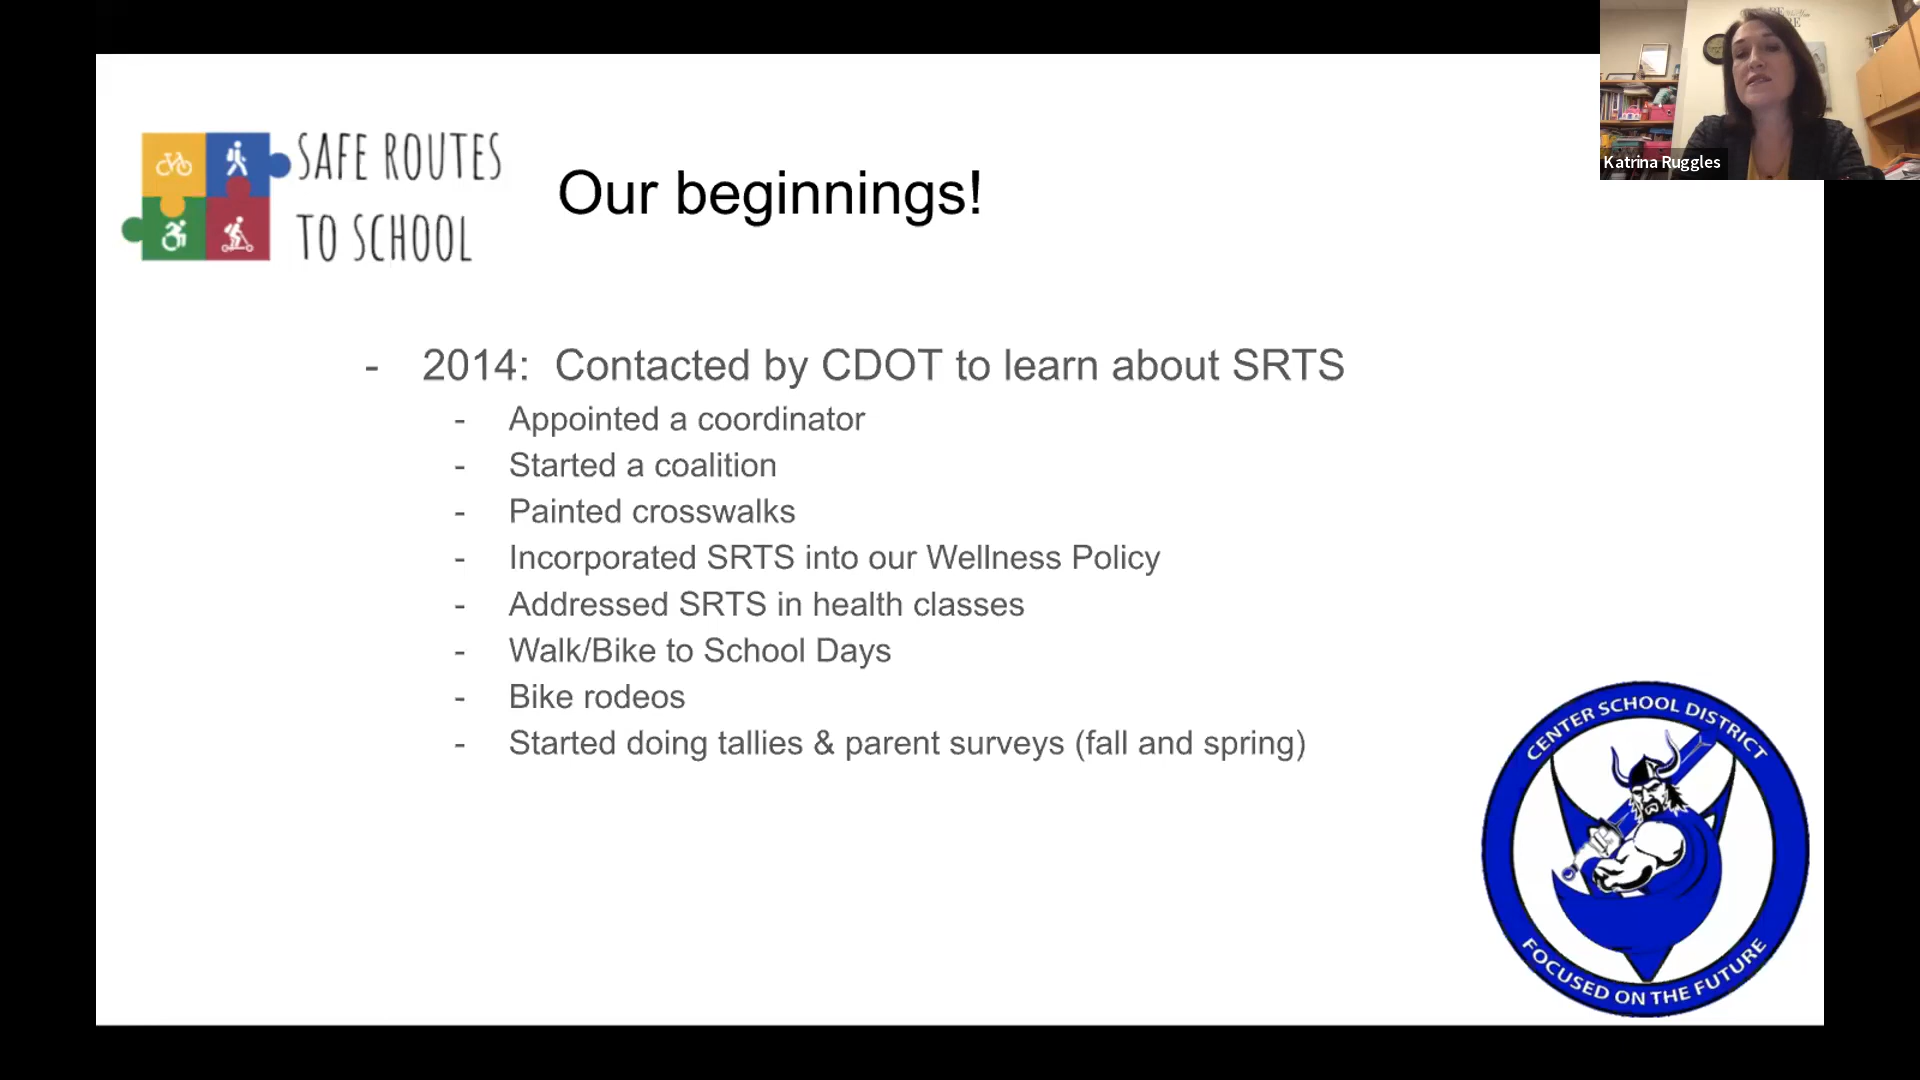 SAFE ROUTES
TO SCHOOL
Our beginnings!
Katrina Ruggles
- 2014: Contacted by CDOT to learn about SRTS
- Appointed a coordinator
- Started a coalition
- Painted crosswalks
- Incorporated SRTS into our Wellness Policy
- Addressed SRTS in health classes
- Walk/Bike to School Days
- Bike rodeos
- Started doing tallies & parent surveys (fall and spring)
CENTER SCHOOL DISTRICT
FOCUSED ON THE FUTURE